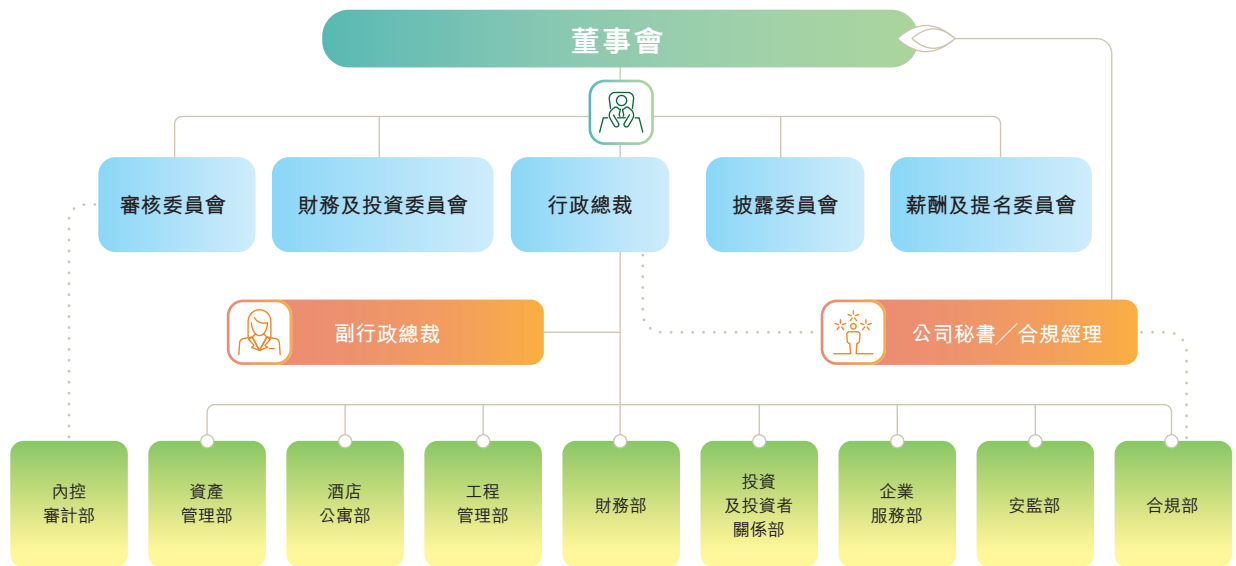 董事會
審核委員會
財務及投資委員會
行政總裁
披露委員會
薪酬及提名委員會
副行政總裁
公司秘書╱合規經理
內控
審計部
資產
管理部
酒店
公寓部
工程
管理部
財務部
投資
及投資者
關係部
企業
服務部
安監部
合規部